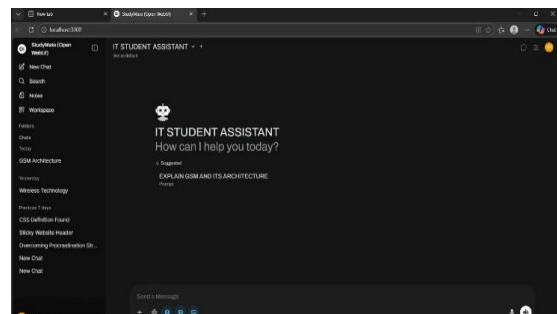 New tab
StudyMate (Open WebUI)
localhost:3000
Chat
StudyMate (Open
WebUI)
New Chat
Search
Notes
Workspace
Folders
Chats
Today
GSM Architecture
Yesterday
Wireless Technology
Previous 7 days
CSS Definition Found
Sticky Website Header
Overcoming Procrastination Str...
New Chat
New Chat
IT STUDENT ASSISTANT
Set as default
IT STUDENT ASSISTANT
How can I help you today?
Suggested
EXPLAIN GSM AND ITS ARCHITECTURE
Prompt
Send a Message